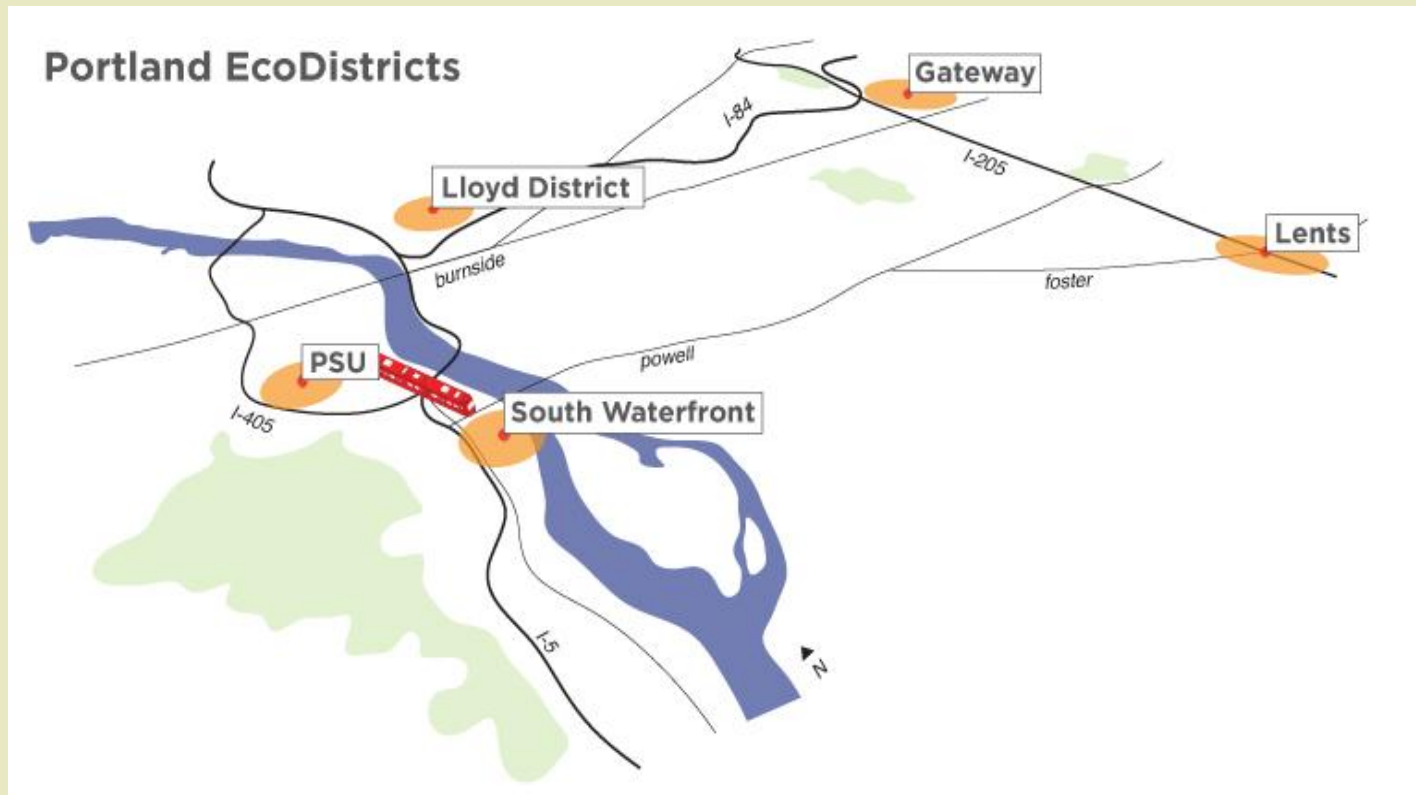 Portland EcoDistricts
Gateway
I-84
I-205
Lloyd District
Lents
burnside
foster
PSU
powell
South Waterfront
I-405
I-5
N